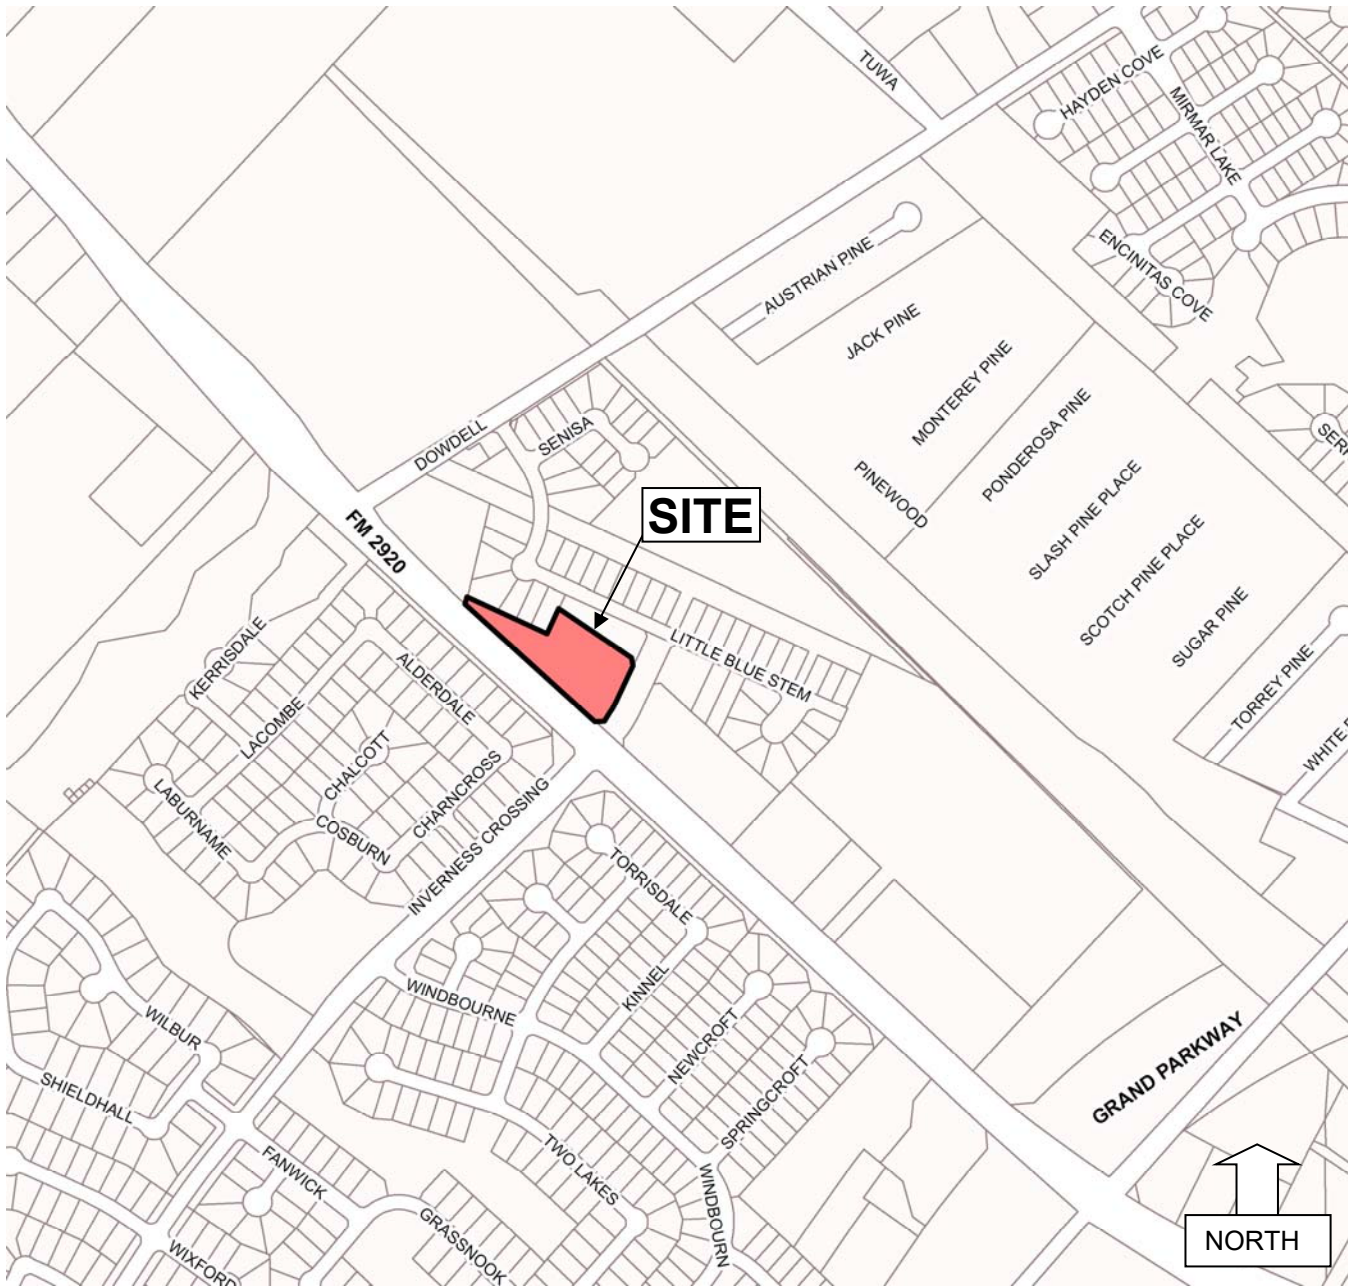 TUWA
HAYDEN COVE
MIRMAR LAKE
AUSTRIAN PINE
ENCINITAS COVE
JACK PINE
MONTEREY PINE
PONDEROSA PINE
DOWDELL
SENISA
PINEWOOD
SLASH PINE PLACE
SCOTCH PINE PLACE
SUGAR PINE
SITE
FM 2920
KERRISDALE
ALDERDALE
LACOMBE
LITTLE BLUE STEM
TORREY PINE
CHALCOTT
CHARNCROSS
LABURNAME
COSBURN
INVERNESS CROSSING
TORRISDALE
KINNEL
WINDBOURNE
NEWCROFT
SPRINGCROFT
WILBUR
SHIELDHALL
GRAND PARKWAY
TWO LAKES
FANWICK
WINDBOURN
GRASSNOOK
WIXFORD
NORTH